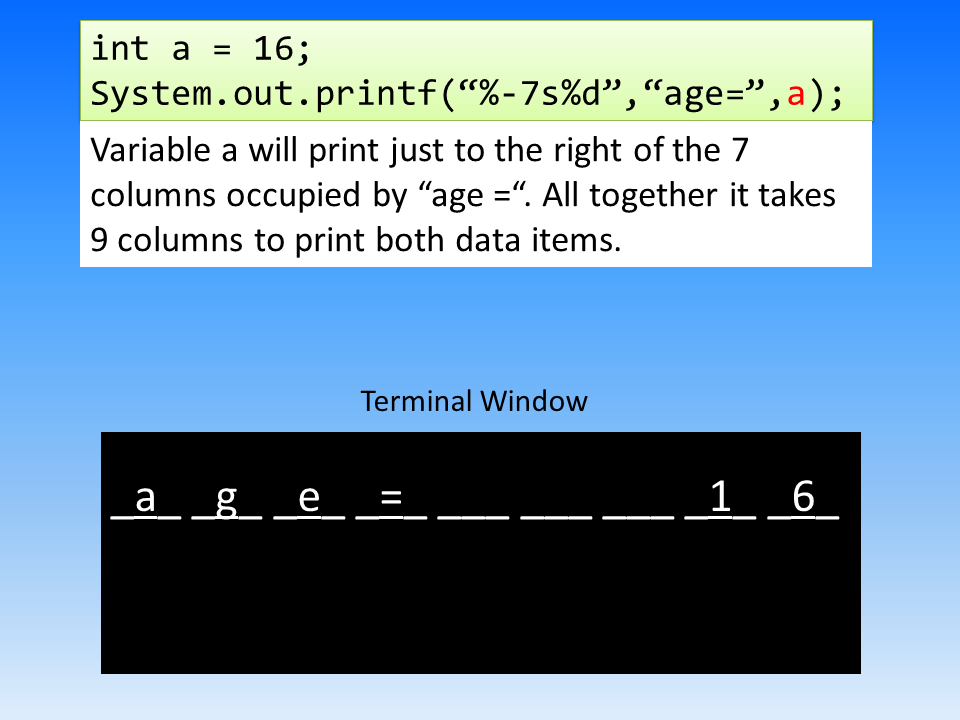 int a = 16;
System.out.printf(“%-7s%d”,“age=”,a);
Variable a will print just to the right of the 7
columns occupied by “age =“. All together it takes
9 columns to print both data items.
Terminal Window
_a_ _g_ _e_ _=_ ___ ___ ___ _1_ _6_